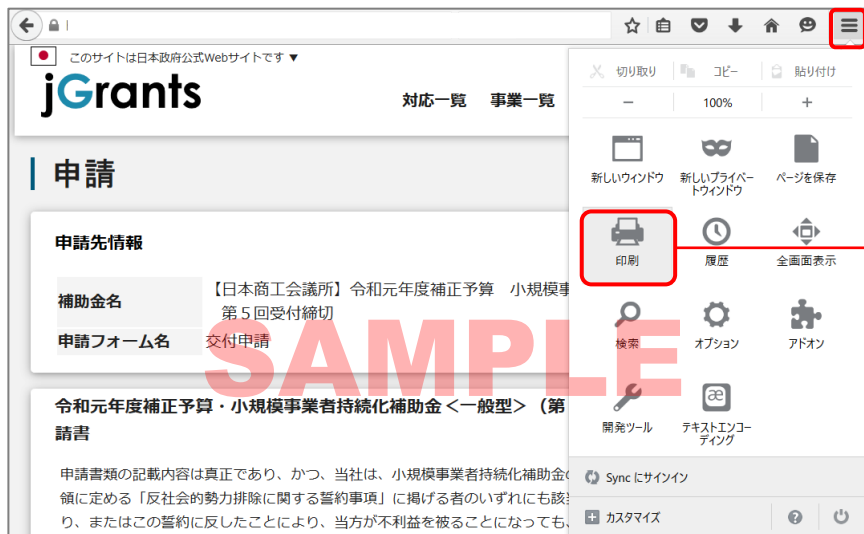 このサイトは日本政府公式Webサイトです ▼
jGrants
対応一覧 事業一覧
申請
申請先情報
補助金名 【日本商工会議所】令和元年度補正予算 小規模事
第５回受付締切
申請フォーム名 交付申請
令和元年度補正予算・小規模事業者持続化補助金＜一般型＞（第
請書
申請書類の記載内容は真正であり、かつ、当社は、小規模事業者持続化補助金
領に定める「反社会的勢力排除に関する誓約事項」に掲げる者のいずれにも該
り、またはこの誓約に反したことにより、当方が不利益を被ることになっても、
SAMPLE
切り取り コピー 貼り付け
− 100% +
新しいウィンドウ 新しいプライベー
トウィンドウ ページを保存
印刷 履歴 全画面表示
検索 オプション アドオン
開発ツール テキストエンコー
ディング
Sync にサインイン
カスタマイズ